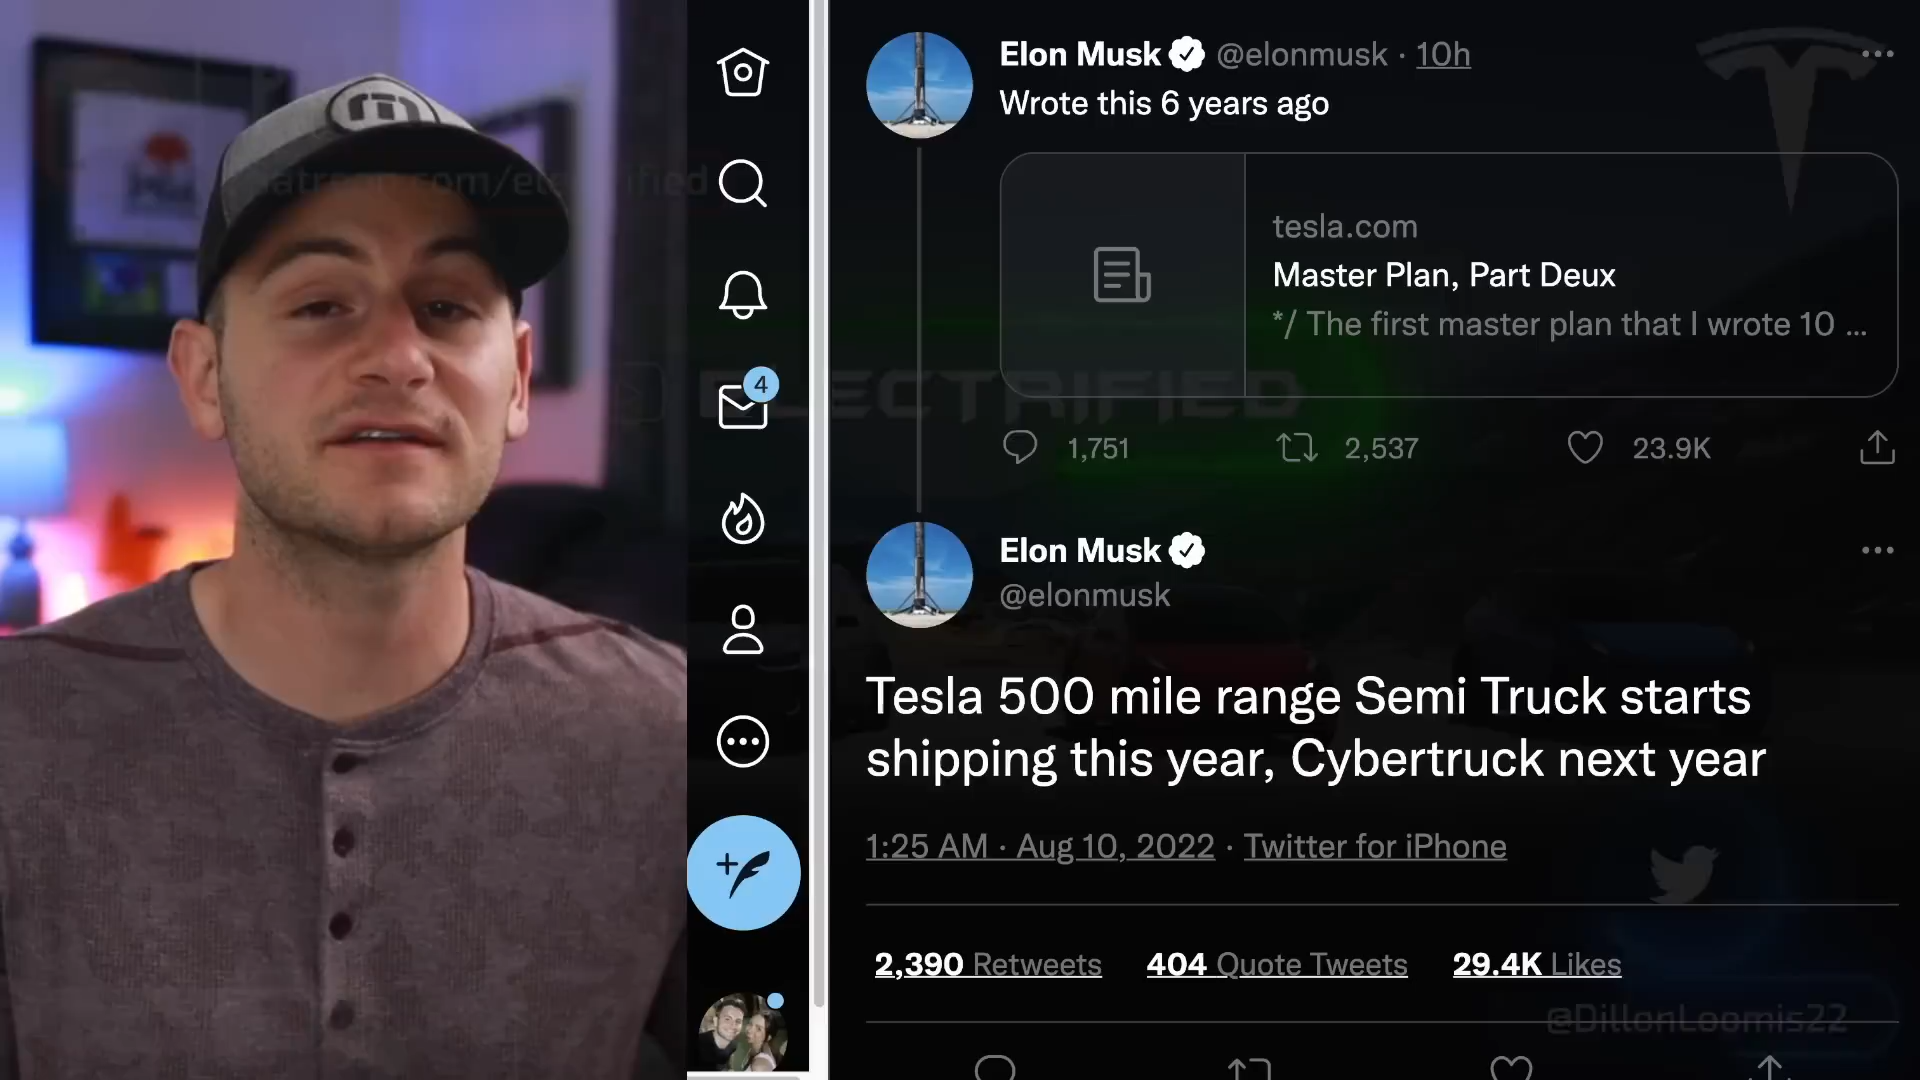 Elon Musk @elonmusk · 10h
Wrote this 6 years ago
tesla.com
Master Plan, Part Deux
*/ The first master plan that I wrote 10 ...
1,751 2,537 23.9K
Elon Musk
@elonmusk
Tesla 500 mile range Semi Truck starts
shipping this year, Cybertruck next year
1:25 AM · Aug 10, 2022 · Twitter for iPhone
2,390 Retweets 404 Quote Tweets 29.4K Likes
4
ELECTRIFIED
@DillonLoomis22